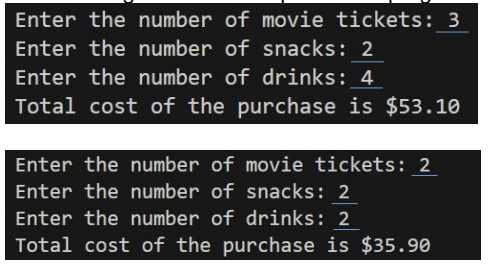 Enter the number of movie tickets: 3
Enter the number of snacks: 2
Enter the number of drinks: 4
Total cost of the purchase is $53.10
Enter the number of movie tickets: 2
Enter the number of snacks: 2
Enter the number of drinks: 2
Total cost of the purchase is $35.90